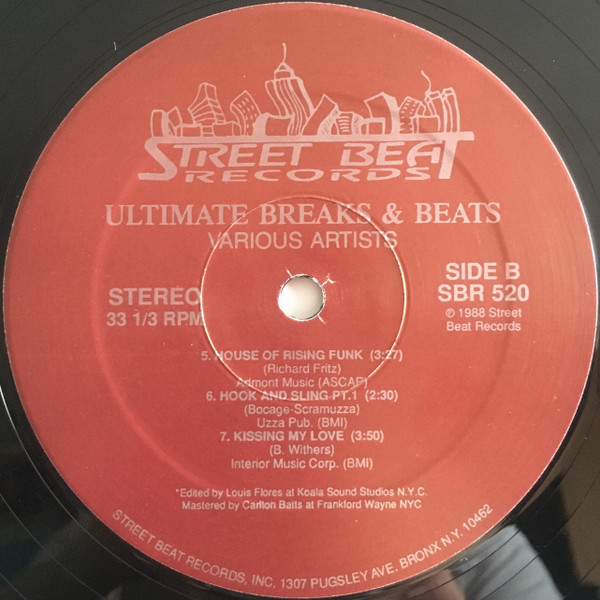 STREET BEAT
RECORDS
ULTIMATE BREAKS & BEATS
VARIOUS ARTISTS
STEREO
33 1/3 RPM
SIDE B
SBR 520
℗ 1988 Street
Beat Records
5. HOUSE OF RISING FUNK (3:27)
(Richard Fritz)
Admont Music (ASCAP)
6. HOOK AND SLING PT.1 (2:30)
(Bocage-Scramuzza)
Uzza Pub. (BMI)
7. KISSING MY LOVE (3:50)
(B. Withers)
Interior Music Corp. (BMI)
*Edited by Louis Flores at Koala Sound Studios N.Y.C.
Mastered by Carlton Batts at Frankford Wayne NYC
STREET BEAT RECORDS, INC. 1307 PUGSLEY AVE. BRONX N.Y. 10462